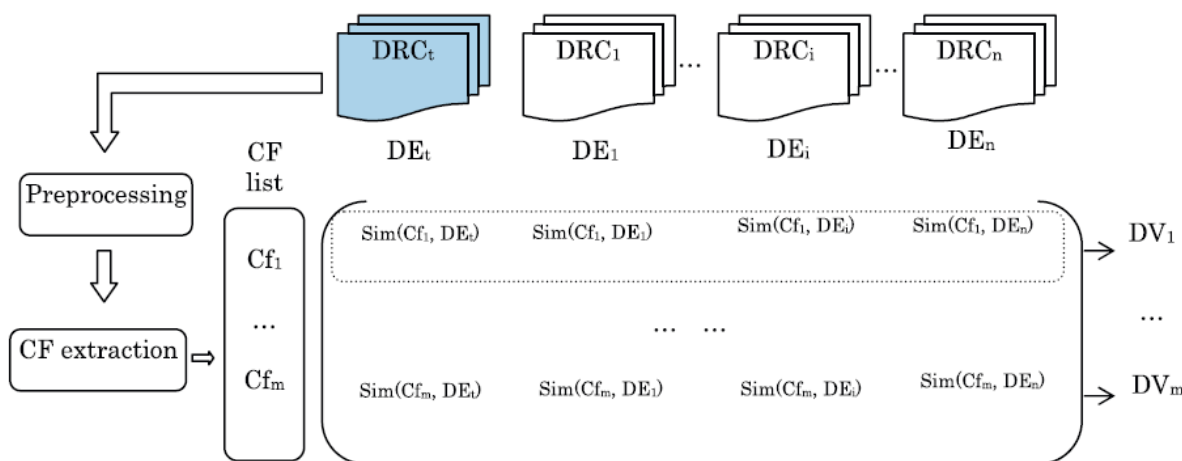 DRCt DRC1 ... DRCi ... DRCn
DEt DE1 DEi DEn
CF
list
Preprocessing
Sim(Cf1, DEt) Sim(Cf1, DE1) Sim(Cf1, DEi) Sim(Cf1, DEn)
DV1
Cf1
...
... ...
...
CF extraction
Cfm
Sim(Cfm, DEt) Sim(Cfm, DE1) Sim(Cfm, DEi) Sim(Cfm, DEn)
DVm